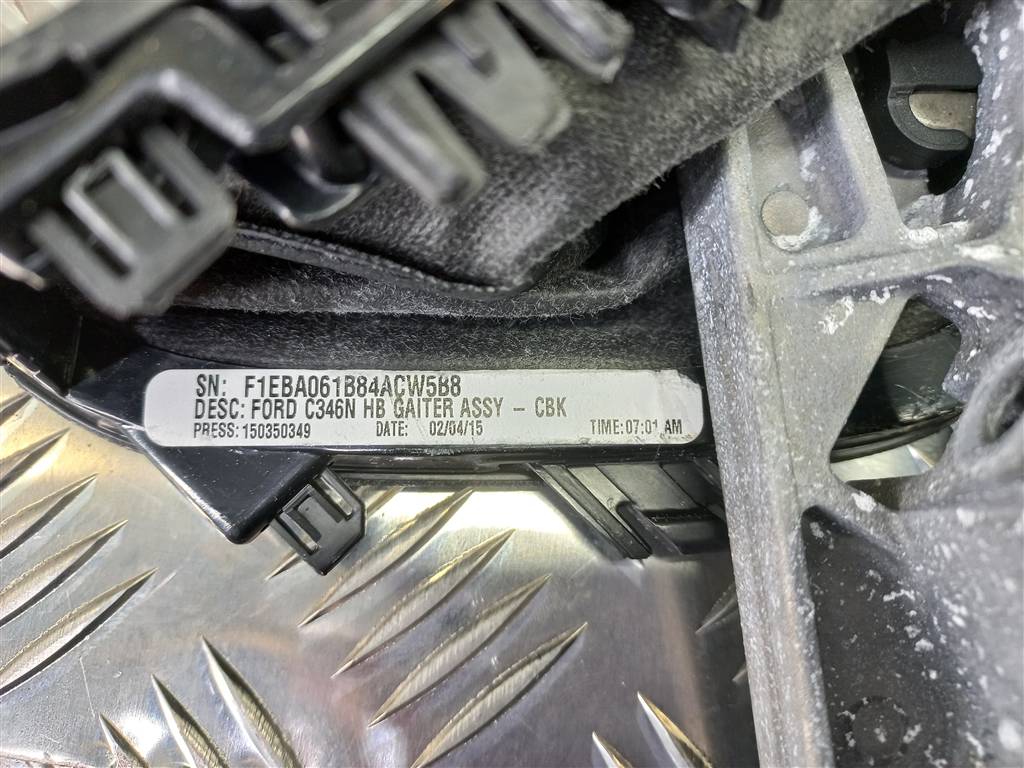 SN: F1EBA061B84ACW5B8
DESC: FORD C346N HB GAITER ASSY - CBK
PRESS: 150350349 DATE: 02/04/15 TIME: 07:01 AM